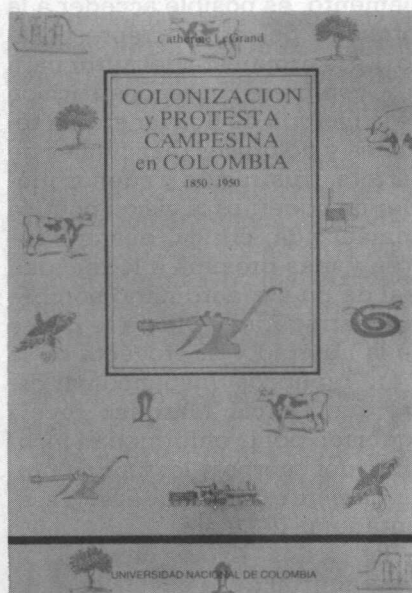 Catherine LeGrand
COLONIZACION
y PROTESTA
CAMPESINA
en COLOMBIA
1850 - 1950
UNIVERSIDAD NACIONAL DE COLOMBIA